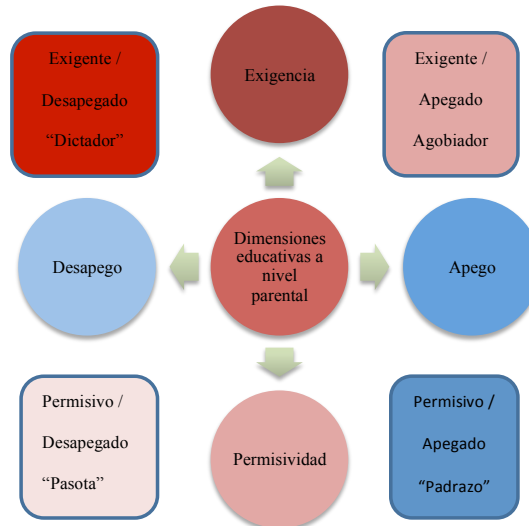 Exigente /
Desapegado
“Dictador”
Exigencia
Exigente /
Apegado
Agobiador
Desapego
Dimensiones
educativas a
nivel
parental
Apego
Permisivo /
Desapegado
“Pasota”
Permisividad
Permisivo /
Apegado
“Padrazo”